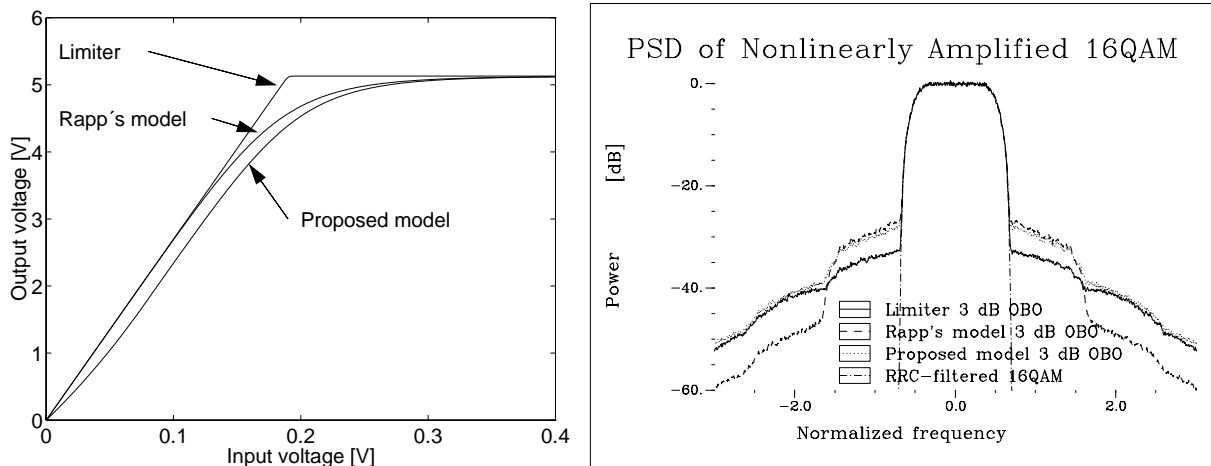 6
5
4
3
2
1
0
Output voltage [V]
Limiter
Rapp´s model
Proposed model
0
0.1
0.2
0.3
0.4
Input voltage [V]
PSD of Nonlinearly Amplified 16QAM
0.
-20.
-40.
-60.
Power [dB]
Limiter 3 dB OBO
Rapp's model 3 dB OBO
Proposed model 3 dB OBO
RRC-filtered 16QAM
-2.0
0.0
2.0
Normalized frequency